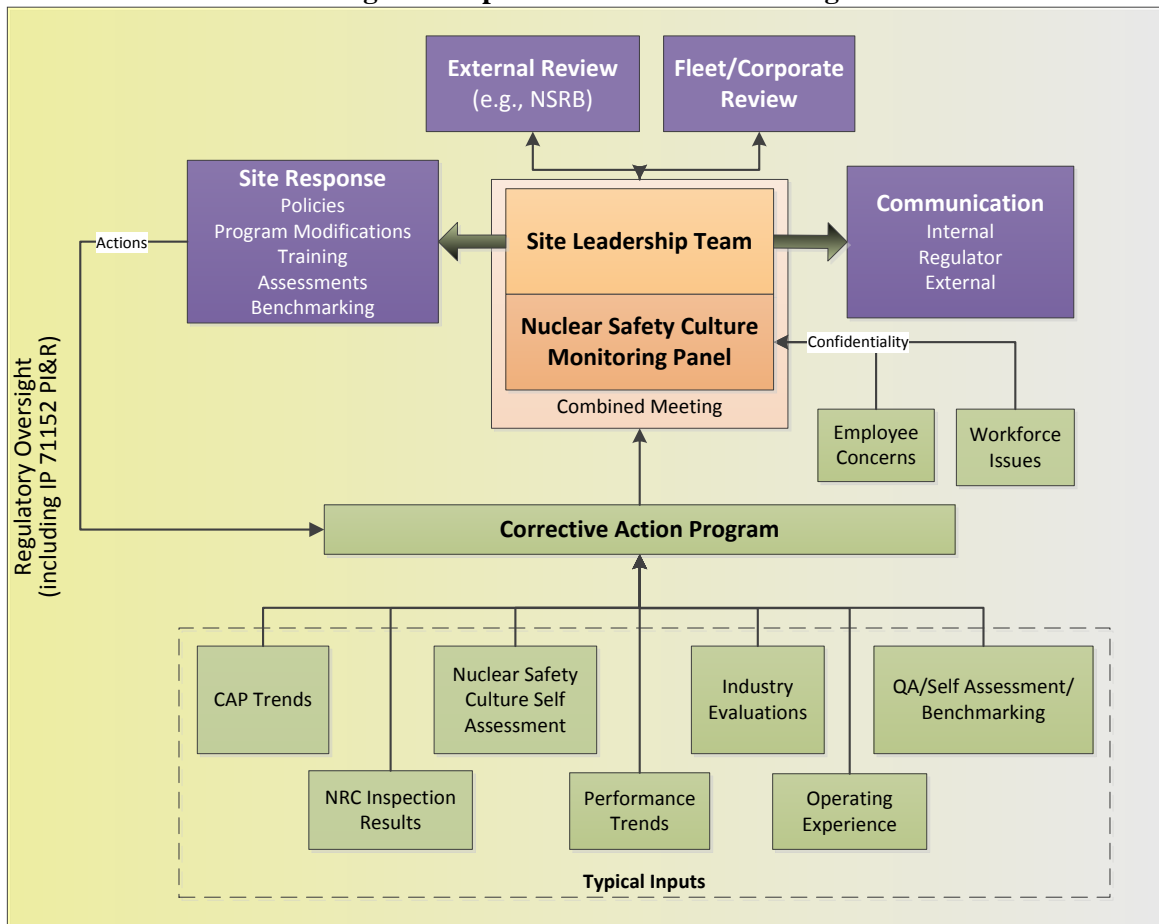 External Review
(e.g., NSRB)
Fleet/Corporate
Review
Site Response
Policies
Program Modifications
Training
Assessments
Benchmarking
Actions
Site Leadership Team
Nuclear Safety Culture
Monitoring Panel
Combined Meeting
Communication
Internal
Regulator
External
Confidentiality
Employee
Concerns
Workforce
Issues
Regulatory Oversight
(including IP 71152 PI&R)
Corrective Action Program
CAP Trends
Nuclear Safety
Culture Self
Assessment
Industry
Evaluations
QA/Self Assessment/
Benchmarking
NRC Inspection
Results
Performance
Trends
Operating
Experience
Typical Inputs